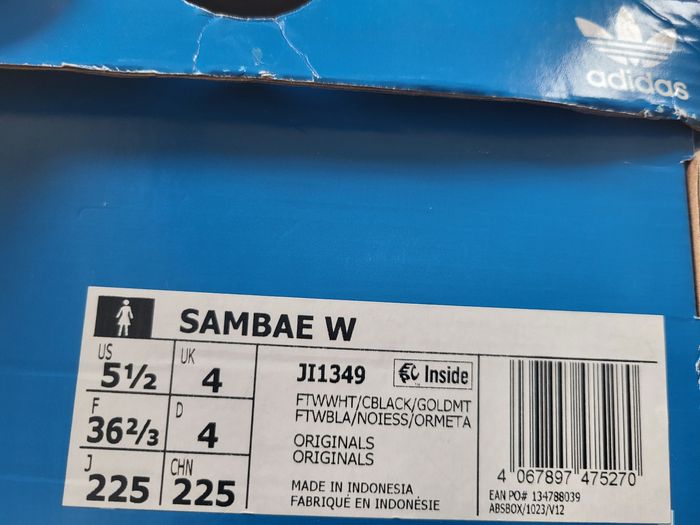 adidas
SAMBAE W
US 5½ UK 4
F 36⅔ D 4
J 225 CHN 225
JI1349 Inside
FTWWHT/CBLACK/GOLDMT
FTWBLA/NOIESS/ORMETA
ORIGINALS
ORIGINALS
MADE IN INDONESIA
FABRIQUÉ EN INDONÉSIE
4 067897 475270
EAN PO# 134788039
ABSBOX/1023/V12